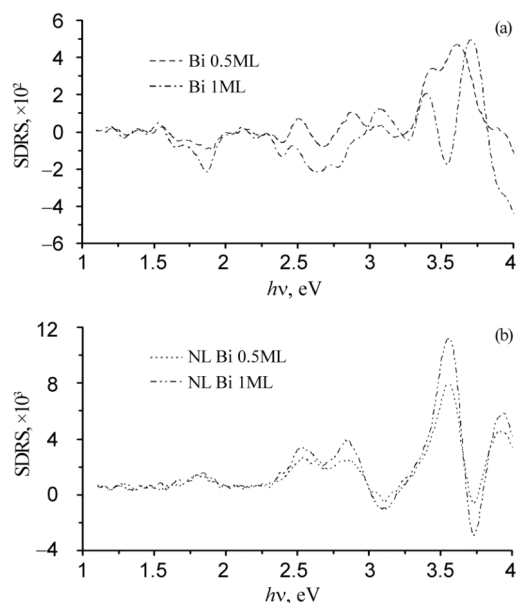 (a)
6
4
2
0
–2
–4
–6
SDRS, ×10²
Bi 0.5ML
Bi 1ML
1 1.5 2 2.5 3 3.5 4
hν, eV
(b)
12
8
4
0
–4
SDRS, ×10³
NL Bi 0.5ML
NL Bi 1ML
1 1.5 2 2.5 3 3.5 4
hν, eV